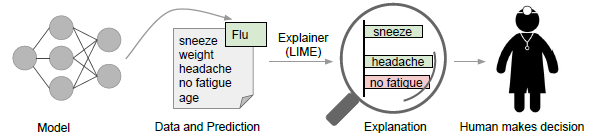 Flu
sneeze
weight
headache
no fatigue
age
Explainer
(LIME)
sneeze
headache
no fatigue
Model
Data and Prediction
Explanation
Human makes decision